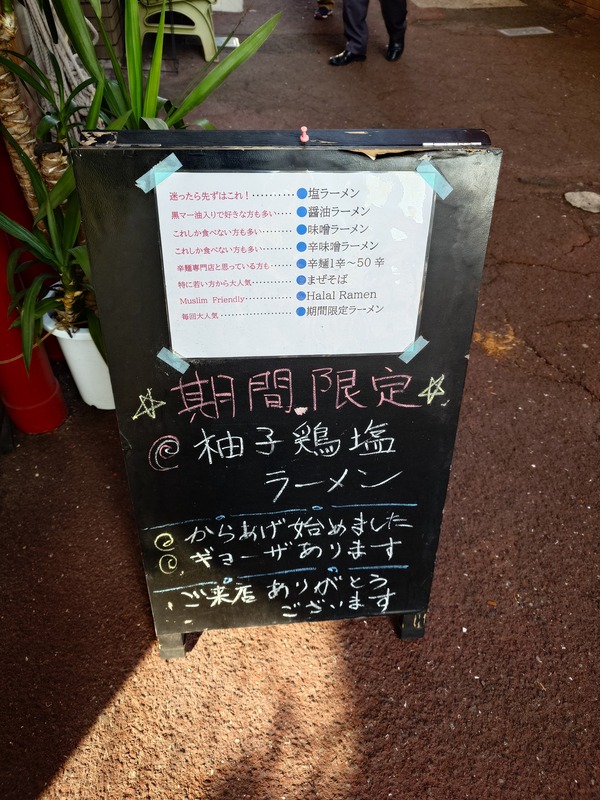 迷ったら先ずはこれ！・・・・・・・・・・●塩ラーメン
黒マー油入りで好きな方も多い・・・・●醤油ラーメン
これしか食べない方も多い・・・・・・●味噌ラーメン
これしか食べない方も多い・・・・・・●辛味噌ラーメン
辛麺専門店と思っている方も・・・・・●辛麺1辛～50辛
特に若い方から大人気・・・・・・・・●まぜそば
Muslim Friendly・・・・・・・・・・●Halal Ramen
毎回大人気・・・・・・・・・・・・・●期間限定ラーメン
☆期間限定☆
柚子鶏塩
ラーメン
からあげ始めました
ギョーザあります
ご来店ありがとう
ございます